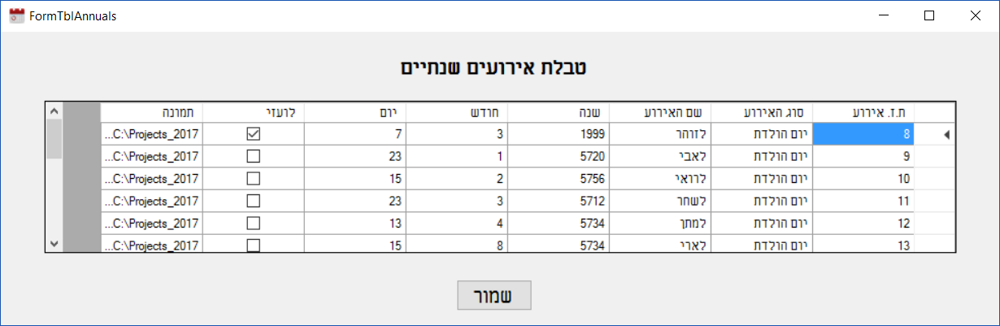 FormTblAnnuals
טבלת אירועים שנתיים
ת.ז. אירוע סוג האירוע שם האירוע שנה חודש יום לועזי תמונה
8 יום הולדת לזוהר 1999 3 7 C:\Projects_2017...
9 יום הולדת לאבי 5720 1 23 C:\Projects_2017...
10 יום הולדת לרואי 5756 2 15 C:\Projects_2017...
11 יום הולדת לשחר 5712 3 23 C:\Projects_2017...
12 יום הולדת למתן 5734 4 13 C:\Projects_2017...
13 יום הולדת לארי 5734 8 15 C:\Projects_2017...
שמור